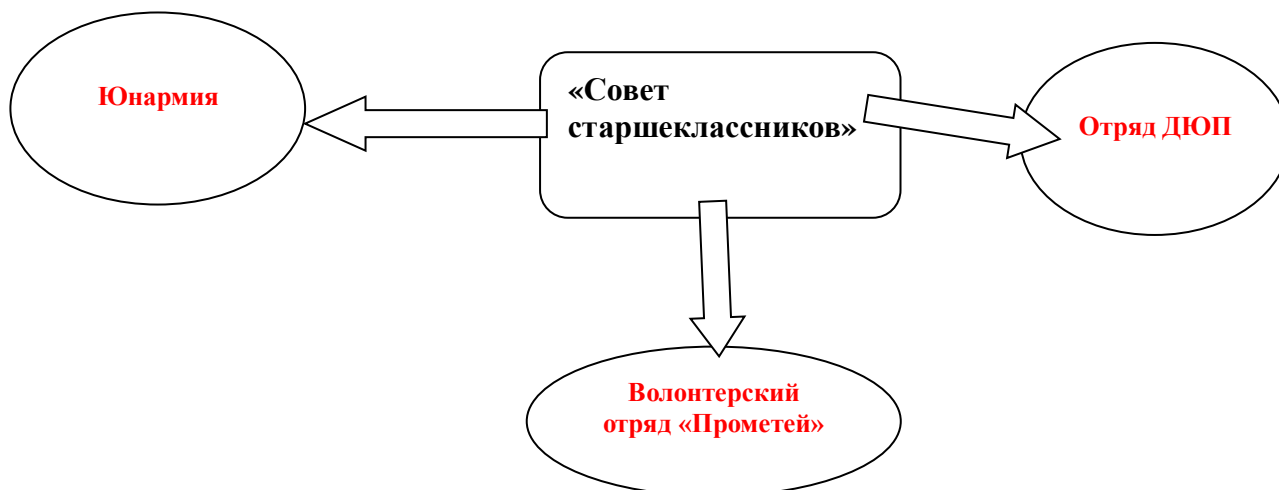 Юнармия
«Совет
старшеклассников»
Отряд ДЮП
Волонтерский
отряд «Прометей»